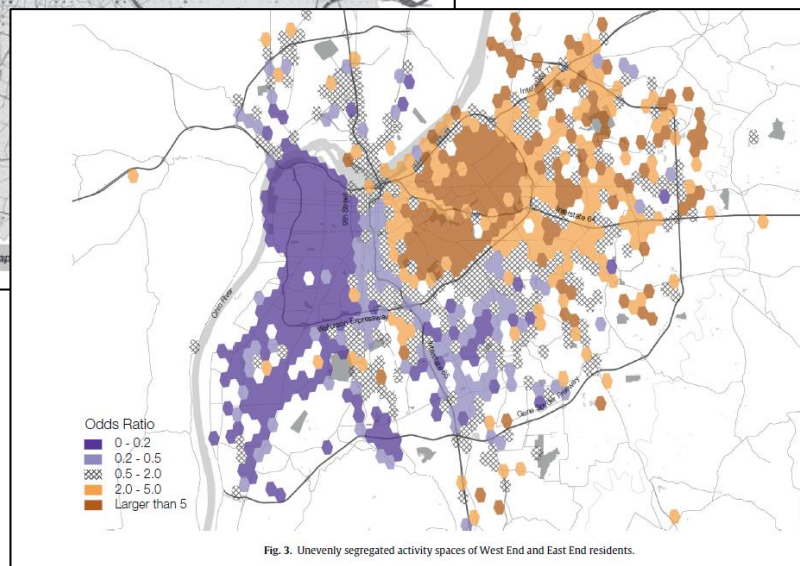 Interstate 64
9th Street
Ohio River
Watterson Expressway
Interstate 65
Gene Snyder Freeway
Odds Ratio
0 - 0.2
0.2 - 0.5
0.5 - 2.0
2.0 - 5.0
Larger than 5
Fig. 3. Unevenly segregated activity spaces of West End and East End residents.